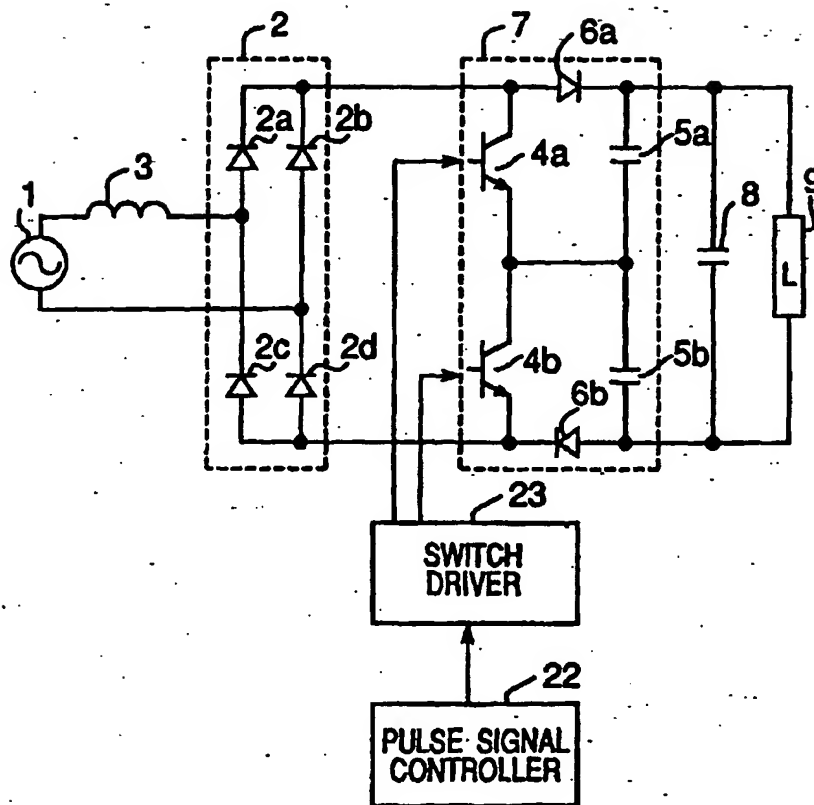 2
7
6a
2a
2b
4a
5a
9
3
1
8
L
2c
2d
4b
5b
6b
23
SWITCH
DRIVER
22
PULSE SIGNAL
CONTROLLER